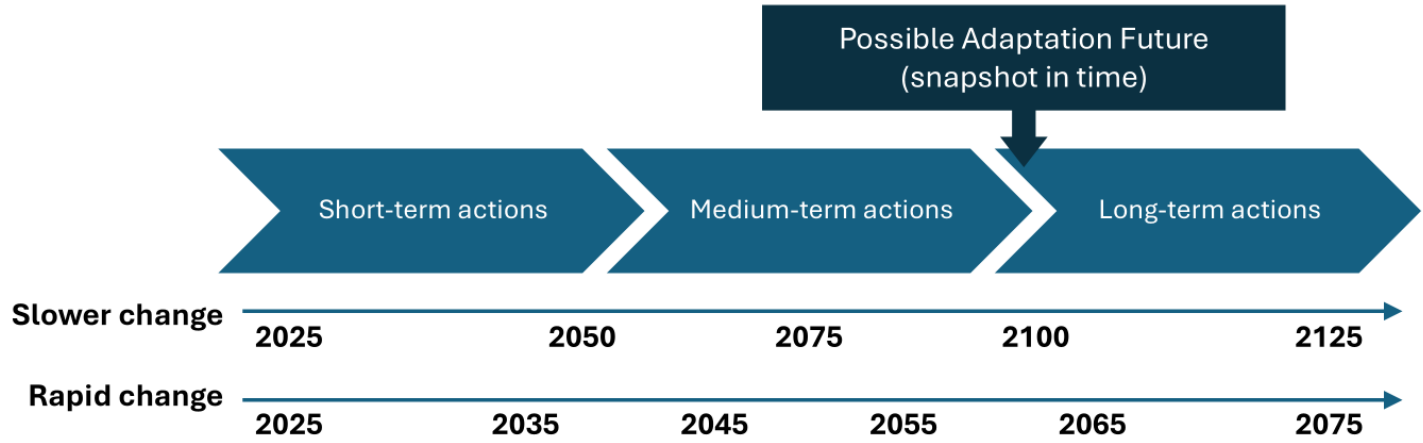 Possible Adaptation Future
(snapshot in time)
Short-term actions
Medium-term actions
Long-term actions
Slower change
2025 2050 2075 2100 2125
Rapid change
2025 2035 2045 2055 2065 2075